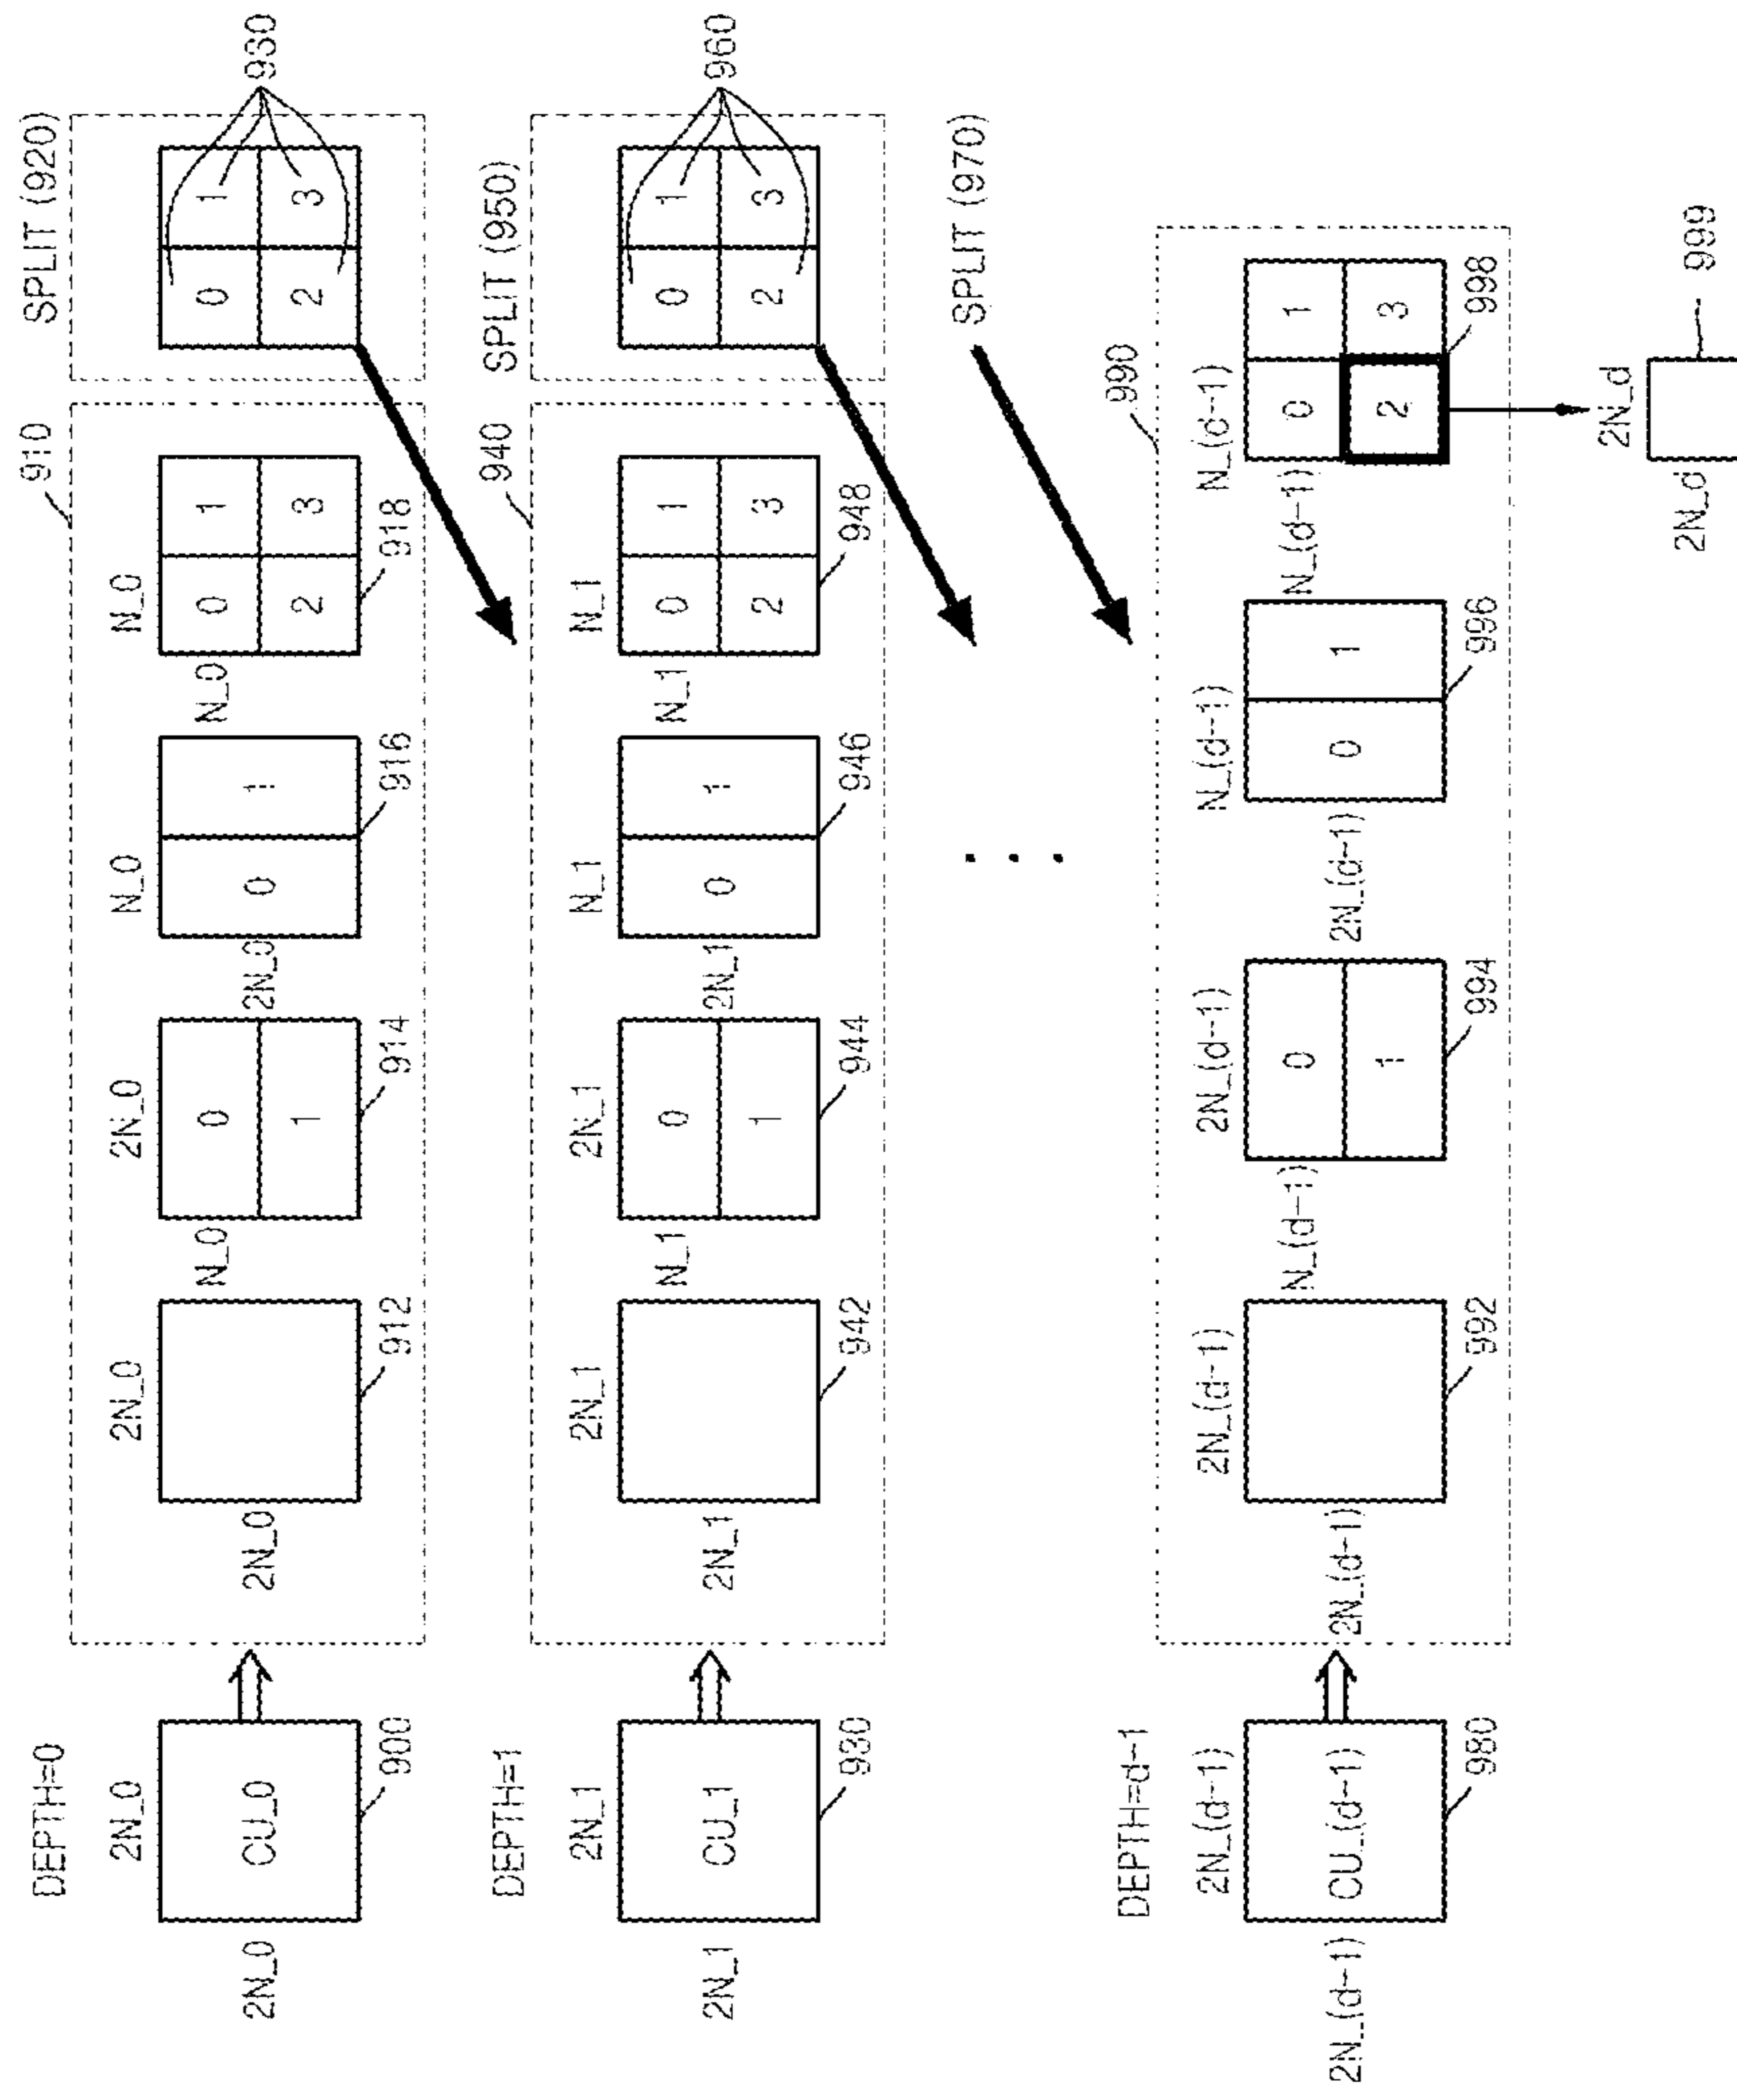 DEPTH=0
2N_0
2N_0
CU_0
900
910
2N_0
2N_0
912
2N_0
N_0
0
1
914
N_0
2N_0
0
1
916
N_0
N_0
0
1
2
3
918
SPLIT (920)
0
1
2
3
930
DEPTH=1
2N_1
2N_1
CU_1
930
940
2N_1
2N_1
942
2N_1
N_1
0
1
944
N_1
2N_1
0
1
946
N_1
N_1
0
1
2
3
948
SPLIT (950)
0
1
2
3
960
. . .
SPLIT (970)
DEPTH=d-1
2N_(d-1)
2N_(d-1)
CU_(d-1)
980
990
2N_(d-1)
2N_(d-1)
992
2N_(d-1)
N_(d-1)
0
1
994
N_(d-1)
2N_(d-1)
0
1
996
N_(d-1)
N_(d-1)
0
1
2
3
998
2N_d
2N_d
999